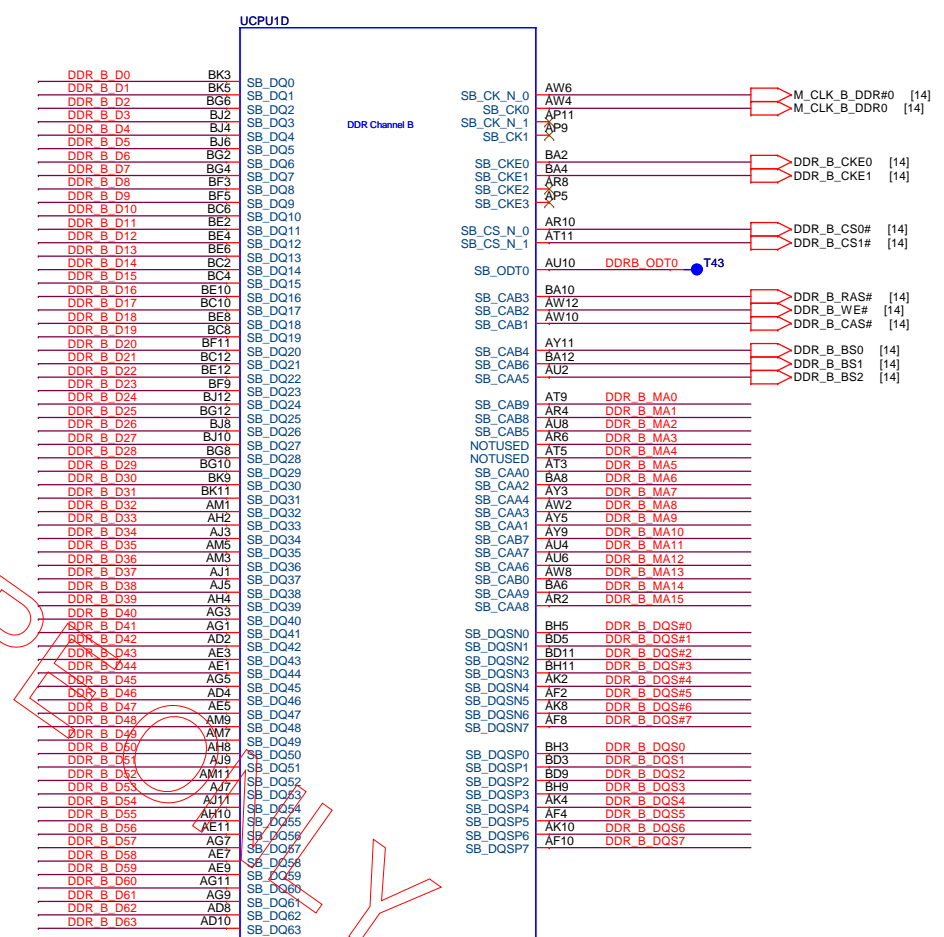 UCPU1D
DDR Channel B
DDR_B_D0 BK3 SB_DQ0
DDR_B_D1 BK5 SB_DQ1
DDR_B_D2 BG6 SB_DQ2
DDR_B_D3 BJ2 SB_DQ3
DDR_B_D4 BJ4 SB_DQ4
DDR_B_D5 BJ6 SB_DQ5
DDR_B_D6 BG2 SB_DQ6
DDR_B_D7 BG4 SB_DQ7
DDR_B_D8 BF3 SB_DQ8
DDR_B_D9 BF5 SB_DQ9
DDR_B_D10 BC6 SB_DQ10
DDR_B_D11 BE2 SB_DQ11
DDR_B_D12 BE4 SB_DQ12
DDR_B_D13 BE6 SB_DQ13
DDR_B_D14 BC2 SB_DQ14
DDR_B_D15 BC4 SB_DQ15
DDR_B_D16 BE10 SB_DQ16
DDR_B_D17 BC10 SB_DQ17
DDR_B_D18 BE8 SB_DQ18
DDR_B_D19 BC8 SB_DQ19
DDR_B_D20 BF11 SB_DQ20
DDR_B_D21 BC12 SB_DQ21
DDR_B_D22 BE12 SB_DQ22
DDR_B_D23 BF9 SB_DQ23
DDR_B_D24 BJ12 SB_DQ24
DDR_B_D25 BG12 SB_DQ25
DDR_B_D26 BJ8 SB_DQ26
DDR_B_D27 BJ10 SB_DQ27
DDR_B_D28 BG8 SB_DQ28
DDR_B_D29 BG10 SB_DQ29
DDR_B_D30 BK9 SB_DQ30
DDR_B_D31 BK11 SB_DQ31
DDR_B_D32 AM1 SB_DQ32
DDR_B_D33 AH2 SB_DQ33
DDR_B_D34 AJ3 SB_DQ34
DDR_B_D35 AM5 SB_DQ35
DDR_B_D36 AM3 SB_DQ36
DDR_B_D37 AJ1 SB_DQ37
DDR_B_D38 AJ5 SB_DQ38
DDR_B_D39 AH4 SB_DQ39
DDR_B_D40 AG3 SB_DQ40
DDR_B_D41 AG1 SB_DQ41
DDR_B_D42 AD2 SB_DQ42
DDR_B_D43 AE3 SB_DQ43
DDR_B_D44 AE1 SB_DQ44
DDR_B_D45 AG5 SB_DQ45
DDR_B_D46 AD4 SB_DQ46
DDR_B_D47 AE5 SB_DQ47
DDR_B_D48 AM9 SB_DQ48
DDR_B_D49 AM7 SB_DQ49
DDR_B_D50 AH8 SB_DQ50
DDR_B_D51 AJ9 SB_DQ51
DDR_B_D52 AM11 SB_DQ52
DDR_B_D53 AJ7 SB_DQ53
DDR_B_D54 AJ11 SB_DQ54
DDR_B_D55 AH10 SB_DQ55
DDR_B_D56 AE11 SB_DQ56
DDR_B_D57 AG7 SB_DQ57
DDR_B_D58 AE7 SB_DQ58
DDR_B_D59 AE9 SB_DQ59
DDR_B_D60 AG11 SB_DQ60
DDR_B_D61 AG9 SB_DQ61
DDR_B_D62 AD8 SB_DQ62
DDR_B_D63 AD10 SB_DQ63
SB_CK_N_0 AW6 M_CLK_B_DDR#0 [14]
SB_CK0 AW4 M_CLK_B_DDR0 [14]
SB_CK_N_1 AP11
SB_CK1 AP9
SB_CKE0 BA2 DDR_B_CKE0 [14]
SB_CKE1 BA4 DDR_B_CKE1 [14]
SB_CKE2 AR8
SB_CKE3 AP5
SB_CS_N_0 AR10 DDR_B_CS0# [14]
SB_CS_N_1 AT11 DDR_B_CS1# [14]
SB_ODT0 AU10 DDRB_ODT0 T43
SB_CAB3 BA10 DDR_B_RAS# [14]
SB_CAB2 AW12 DDR_B_WE# [14]
SB_CAB1 AW10 DDR_B_CAS# [14]
SB_CAB4 AY11 DDR_B_BS0 [14]
SB_CAB6 BA12 DDR_B_BS1 [14]
SB_CAA5 AU2 DDR_B_BS2 [14]
SB_CAB9 AT9 DDR_B_MA0
SB_CAB8 AR4 DDR_B_MA1
SB_CAB5 AU8 DDR_B_MA2
NOTUSED AR6 DDR_B_MA3
NOTUSED AT5 DDR_B_MA4
SB_CAA0 AT3 DDR_B_MA5
SB_CAA2 BA8 DDR_B_MA6
SB_CAA4 AY3 DDR_B_MA7
SB_CAA3 AW2 DDR_B_MA8
SB_CAA1 AY5 DDR_B_MA9
SB_CAB7 AY9 DDR_B_MA10
SB_CAA7 AU4 DDR_B_MA11
SB_CAA6 AU6 DDR_B_MA12
SB_CAB0 AW8 DDR_B_MA13
SB_CAA9 BA6 DDR_B_MA14
SB_CAA8 AR2 DDR_B_MA15
SB_DQSN0 BH5 DDR_B_DQS#0
SB_DQSN1 BD5 DDR_B_DQS#1
SB_DQSN2 BD11 DDR_B_DQS#2
SB_DQSN3 BH11 DDR_B_DQS#3
SB_DQSN4 AK2 DDR_B_DQS#4
SB_DQSN5 AF2 DDR_B_DQS#5
SB_DQSN6 AK8 DDR_B_DQS#6
SB_DQSN7 AF8 DDR_B_DQS#7
SB_DQSP0 BH3 DDR_B_DQS0
SB_DQSP1 BD3 DDR_B_DQS1
SB_DQSP2 BD9 DDR_B_DQS2
SB_DQSP3 BH9 DDR_B_DQS3
SB_DQSP4 AK4 DDR_B_DQS4
SB_DQSP5 AF4 DDR_B_DQS5
SB_DQSP6 AK10 DDR_B_DQS6
SB_DQSP7 AF10 DDR_B_DQS7
ONLY